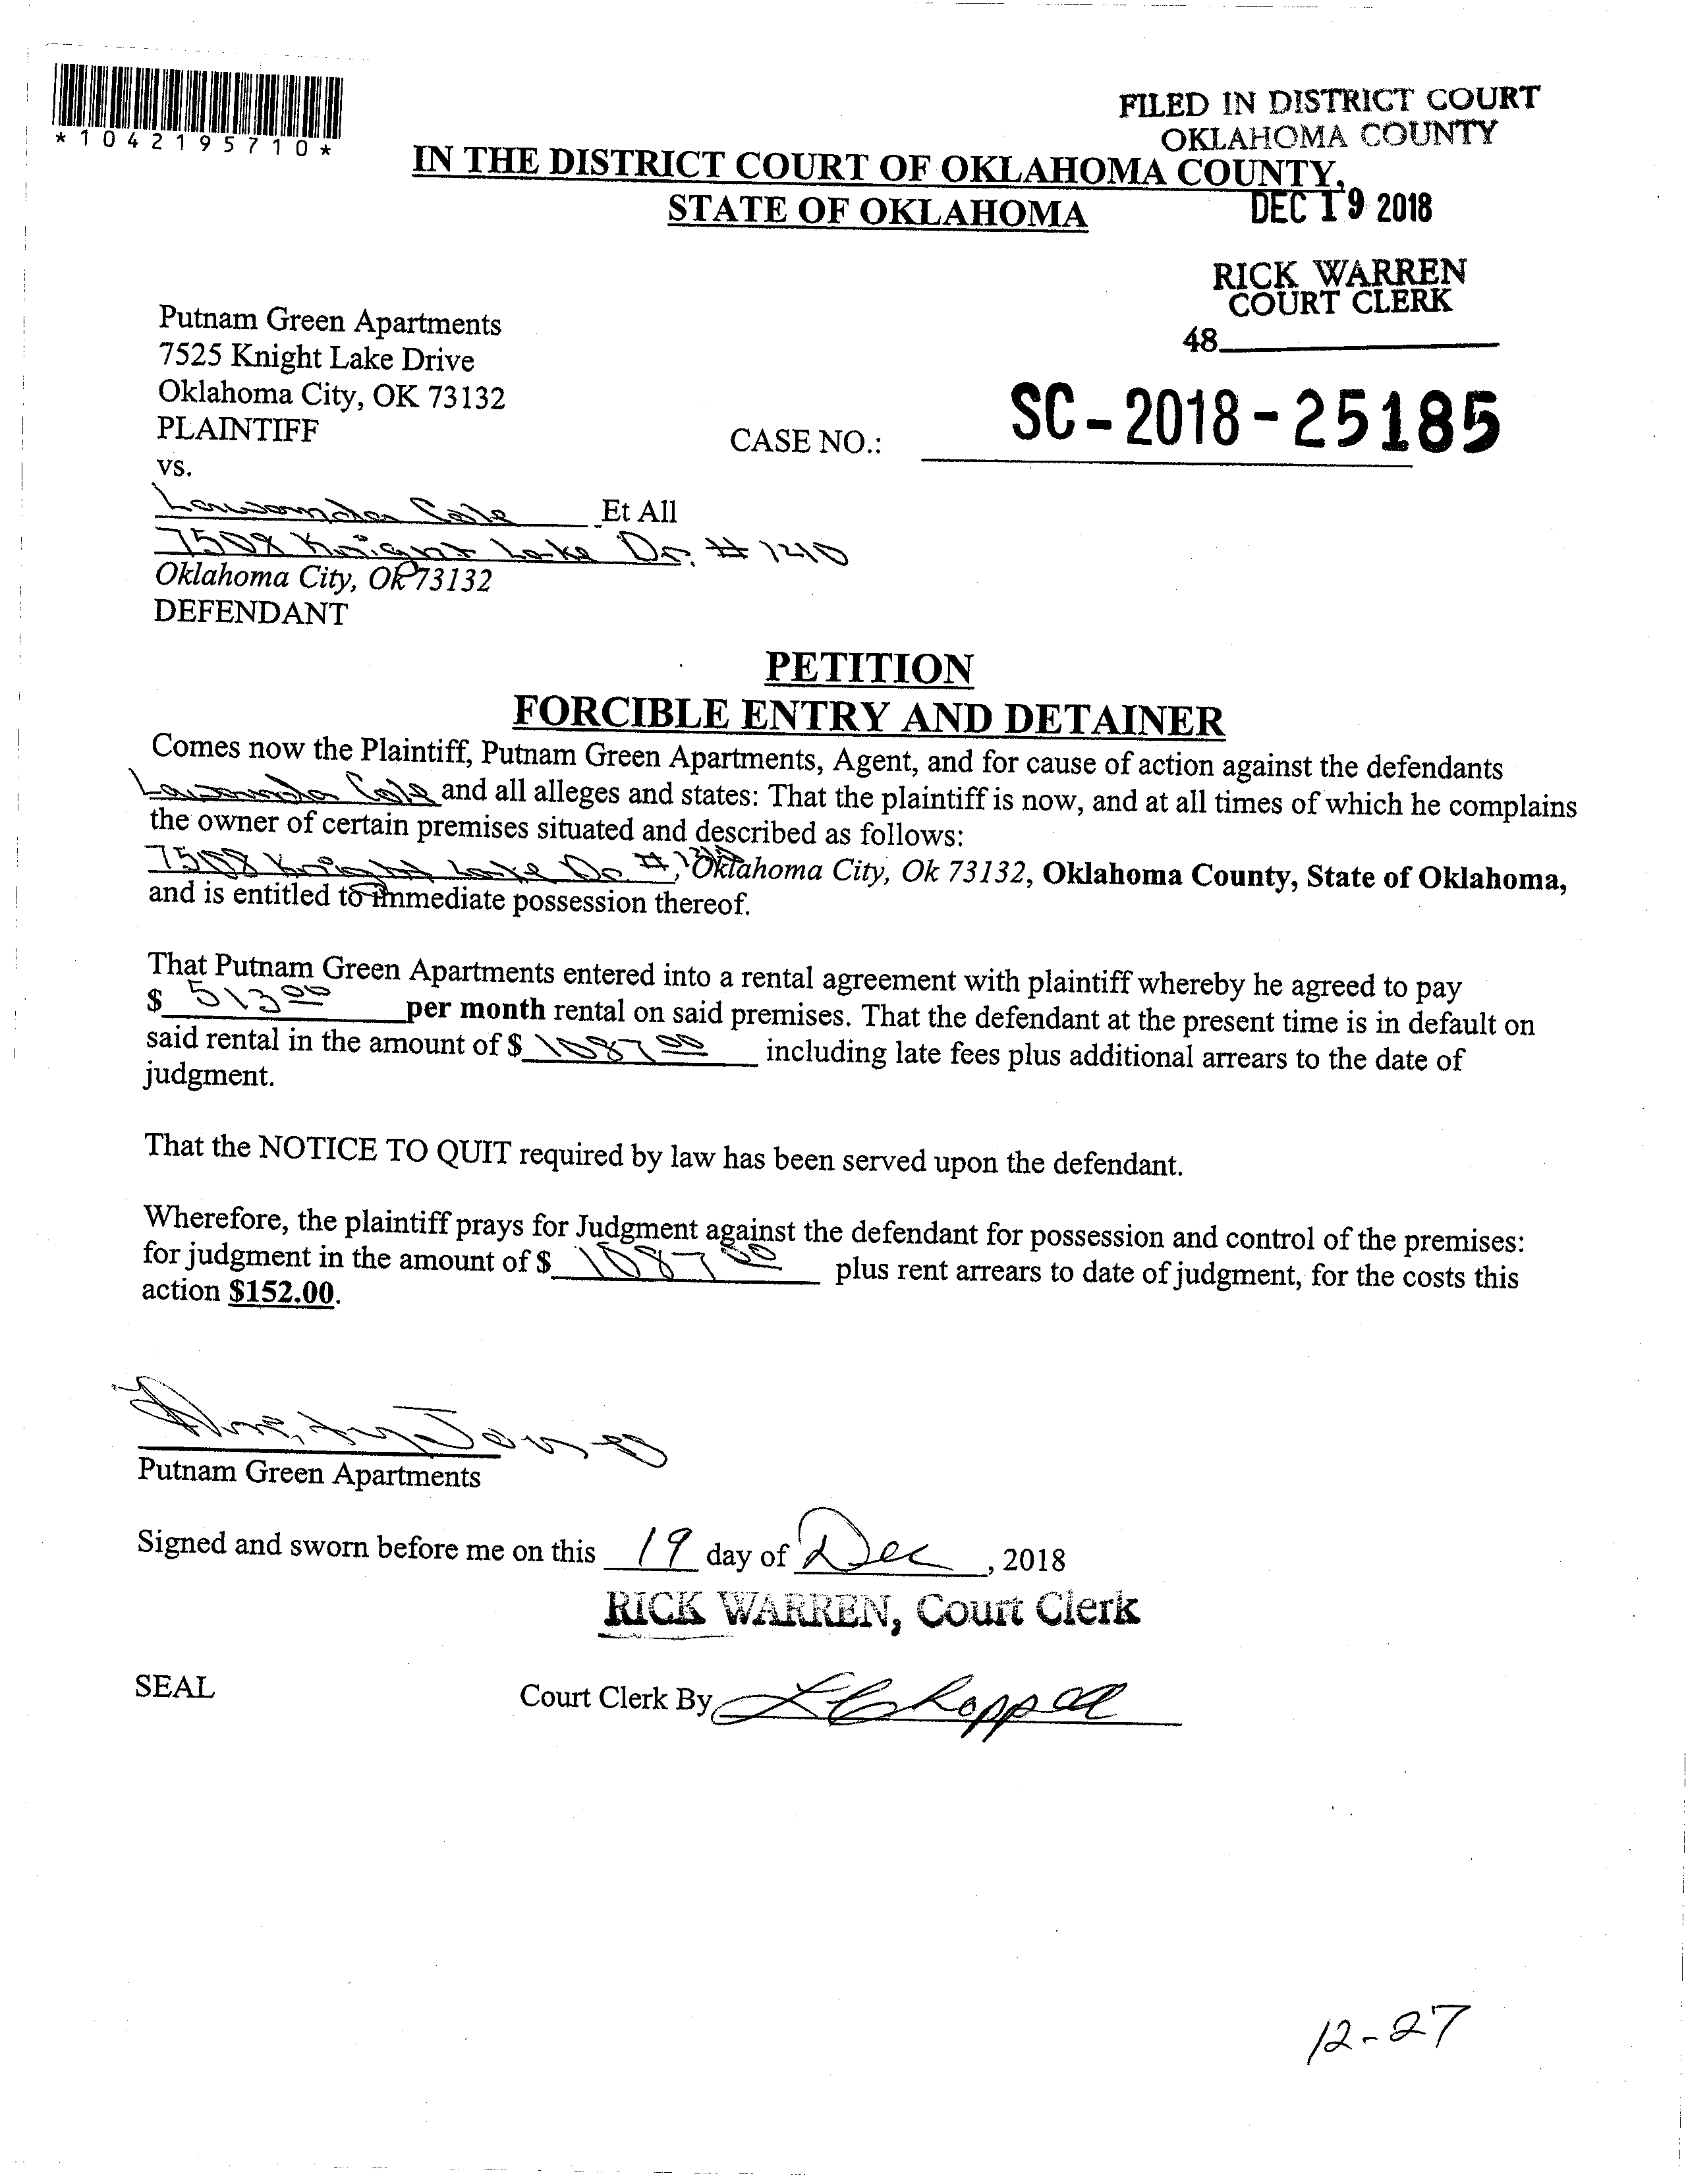 *1042195710*
FILED IN DISTRICT COURT
OKLAHOMA COUNTY
IN THE DISTRICT COURT OF OKLAHOMA COUNTY,
STATE OF OKLAHOMA
DEC 19 2018
RICK WARREN
COURT CLERK
48
Putnam Green Apartments
7525 Knight Lake Drive
Oklahoma City, OK 73132
PLAINTIFF
CASE NO.: SC-2018-25185
vs.
Lawanda Cole Et All
7508 Knight Lake Dr. #1210
Oklahoma City, Ok 73132
DEFENDANT
PETITION
FORCIBLE ENTRY AND DETAINER
Comes now the Plaintiff, Putnam Green Apartments, Agent, and for cause of action against the defendants
Cole and all alleges and states: That the plaintiff is now, and at all times of which he complains
the owner of certain premises situated and described as follows:
7508 Knight Lake Dr. #, Oklahoma City, Ok 73132, Oklahoma County, State of Oklahoma,
and is entitled to immediate possession thereof.
That Putnam Green Apartments entered into a rental agreement with plaintiff whereby he agreed to pay
$ 513 00 per month rental on said premises. That the defendant at the present time is in default on
said rental in the amount of $ 1087 00 including late fees plus additional arrears to the date of
judgment.
That the NOTICE TO QUIT required by law has been served upon the defendant.
Wherefore, the plaintiff prays for Judgment against the defendant for possession and control of the premises:
for judgment in the amount of $ 1087 00 plus rent arrears to date of judgment, for the costs this
action $152.00.
Jones
Putnam Green Apartments
Signed and sworn before me on this 19 day of Dec, 2018
RICK WARREN, Court Clerk
SEAL
Court Clerk By L Chappell
12-27